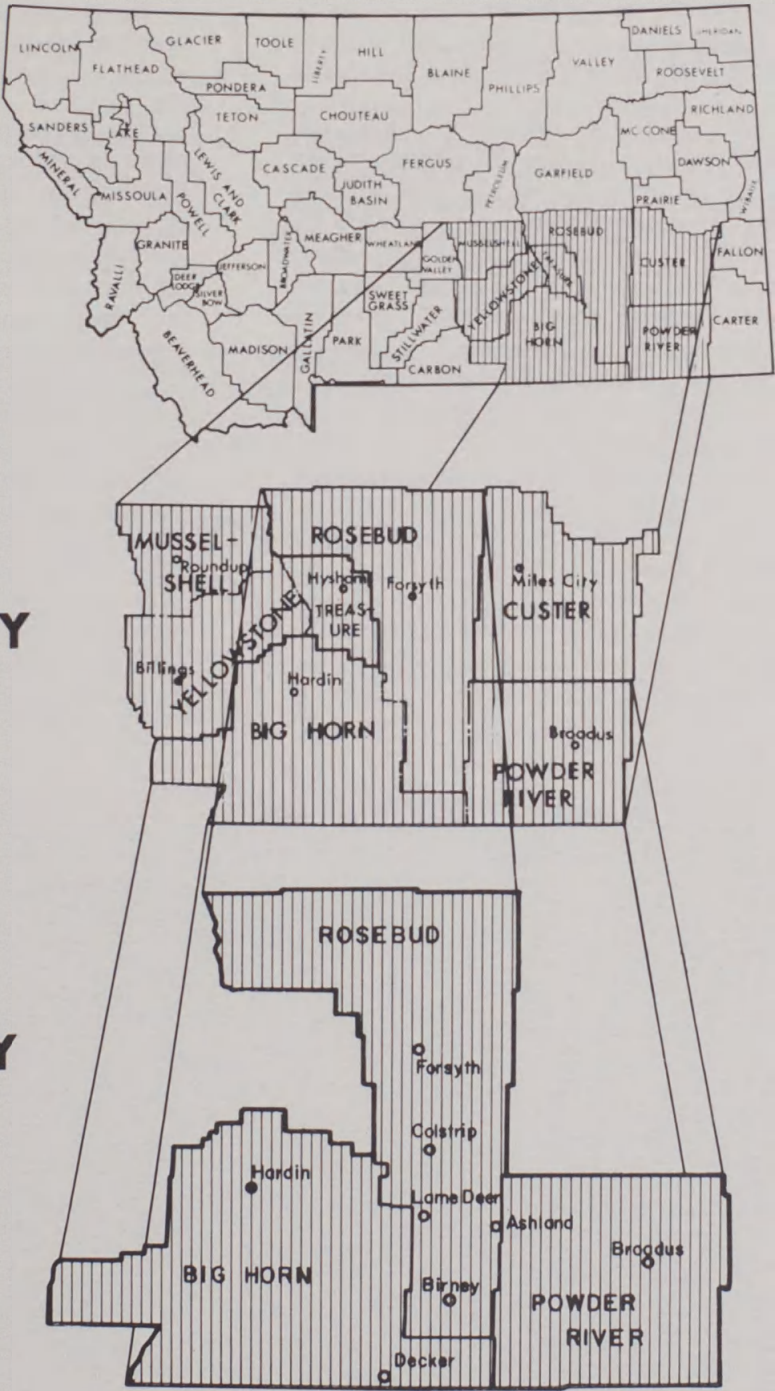 LINCOLN
GLACIER
TOOLE
LIBERTY
HILL
BLAINE
PHILLIPS
VALLEY
DANIELS
SHERIDAN
FLATHEAD
PONDERA
ROOSEVELT
SANDERS
LAKE
TETON
CHOUTEAU
MC CONE
RICHLAND
MINERAL
MISSOULA
POWELL
LEWIS AND
CLARK
CASCADE
JUDITH
BASIN
FERGUS
PETROLEUM
GARFIELD
DAWSON
PRAIRIE
WIBAUX
RAVALLI
GRANITE
DEER
LODGE
SILVER
BOW
JEFFERSON
BROADWATER
MEAGHER
WHEATLAND
GOLDEN
VALLEY
MUSSELSHELL
ROSEBUD
TREASURE
CUSTER
FALLON
BEAVERHEAD
MADISON
GALLATIN
PARK
SWEET
GRASS
STILLWATER
YELLOWSTONE
CARBON
BIG
HORN
POWDER
RIVER
CARTER
MUSSEL-
Roundup
SHELL
ROSEBUD
Hysham
TREAS-
URE
Forsyth
Miles City
CUSTER
Y
YELLOWSTONE
Billings
Hardin
BIG HORN
Broadus
POWDER
RIVER
ROSEBUD
Y
Forsyth
Colstrip
Hardin
Lame Deer
Ashland
Broadus
BIG HORN
Birney
POWDER
RIVER
Decker